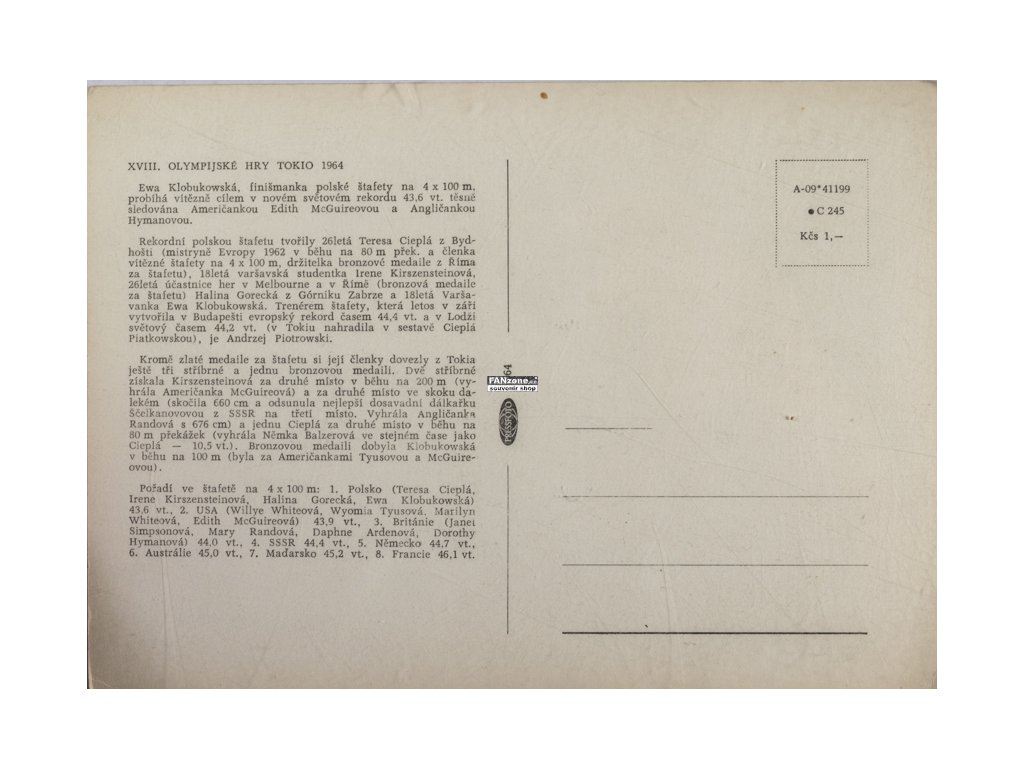 XVIII. OLYMPIJSKÉ HRY TOKIO 1964
Ewa Klobukowská, finišmanka polské štafety na 4 x 100 m,
probíhá vítězně cílem v novém světovém rekordu 43,6 vt. těsně
sledována Američankou Edith McGuireovou a Angličankou
Hymanovou.
Rekordní polskou štafetu tvořily 26letá Teresa Cieplá z Byd-
hošti (mistryně Evropy 1962 v běhu na 80 m přek. a členka
vítězné štafety na 4 x 100 m, držitelka bronzové medaile z Říma
za štafetu), 18letá varšavská studentka Irene Kirszensteinová,
26letá účastnice her v Melbourne a v Římě (bronzová medaile
za štafetu) Halina Gorecká z Górniku Zabrze a 18letá Varša-
vanka Ewa Klobukowská. Trenérem štafety, která letos v září
vytvořila v Budapešti evropský rekord časem 44,4 vt. a v Lodži
světový časem 44,2 vt. (v Tokiu nahradila v sestavě Cieplá
Piatkowskou), je Andrzej Piotrowski.
Kromě zlaté medaile za štafetu si její členky dovezly z Tokia
ještě tři stříbrné a jednu bronzovou medaili. Dvě stříbrné
získala Kirszensteinová za druhé místo v běhu na 200 m (vy-
hrála Američanka McGuireová) a za druhé místo ve skoku da-
lekém (skočila 660 cm a odsunula nejlepší dosavadní dálkařku
Ščelkanovovou z SSSR na třetí místo. Vyhrála Angličanka
Randová s 676 cm) a jednu Cieplá za druhé místo v běhu na
80 m překážek (vyhrála Němka Balzerová ve stejném čase jako
Cieplá — 10,5 vt.). Bronzovou medaili dobyla Klobukowská
v běhu na 100 m (byla za Američankami Tyusovou a McGuire-
ovou).
Pořadí ve štafetě na 4 x 100 m: 1. Polsko (Teresa Cieplá,
Irene Kirszensteinová, Halina Gorecká, Ewa Klobukowská)
43,6 vt., 2. USA (Willye Whiteová, Wyomia Tyusová, Marilyn
Whiteová, Edith McGuireová) 43,9 vt., 3. Británie (Janet
Simpsonová, Mary Randová, Daphne Ardenová, Dorothy
Hymanová) 44,0 vt., 4. SSSR 44,4 vt., 5. Německo 44,7 vt.,
6. Austrálie 45,0 vt., 7. Maďarsko 45,2 vt., 8. Francie 46,1 vt.
64
FANzone.cz
souvenir shop
PRESSFOTO
A-09*41199
● C 245
Kčs 1,—